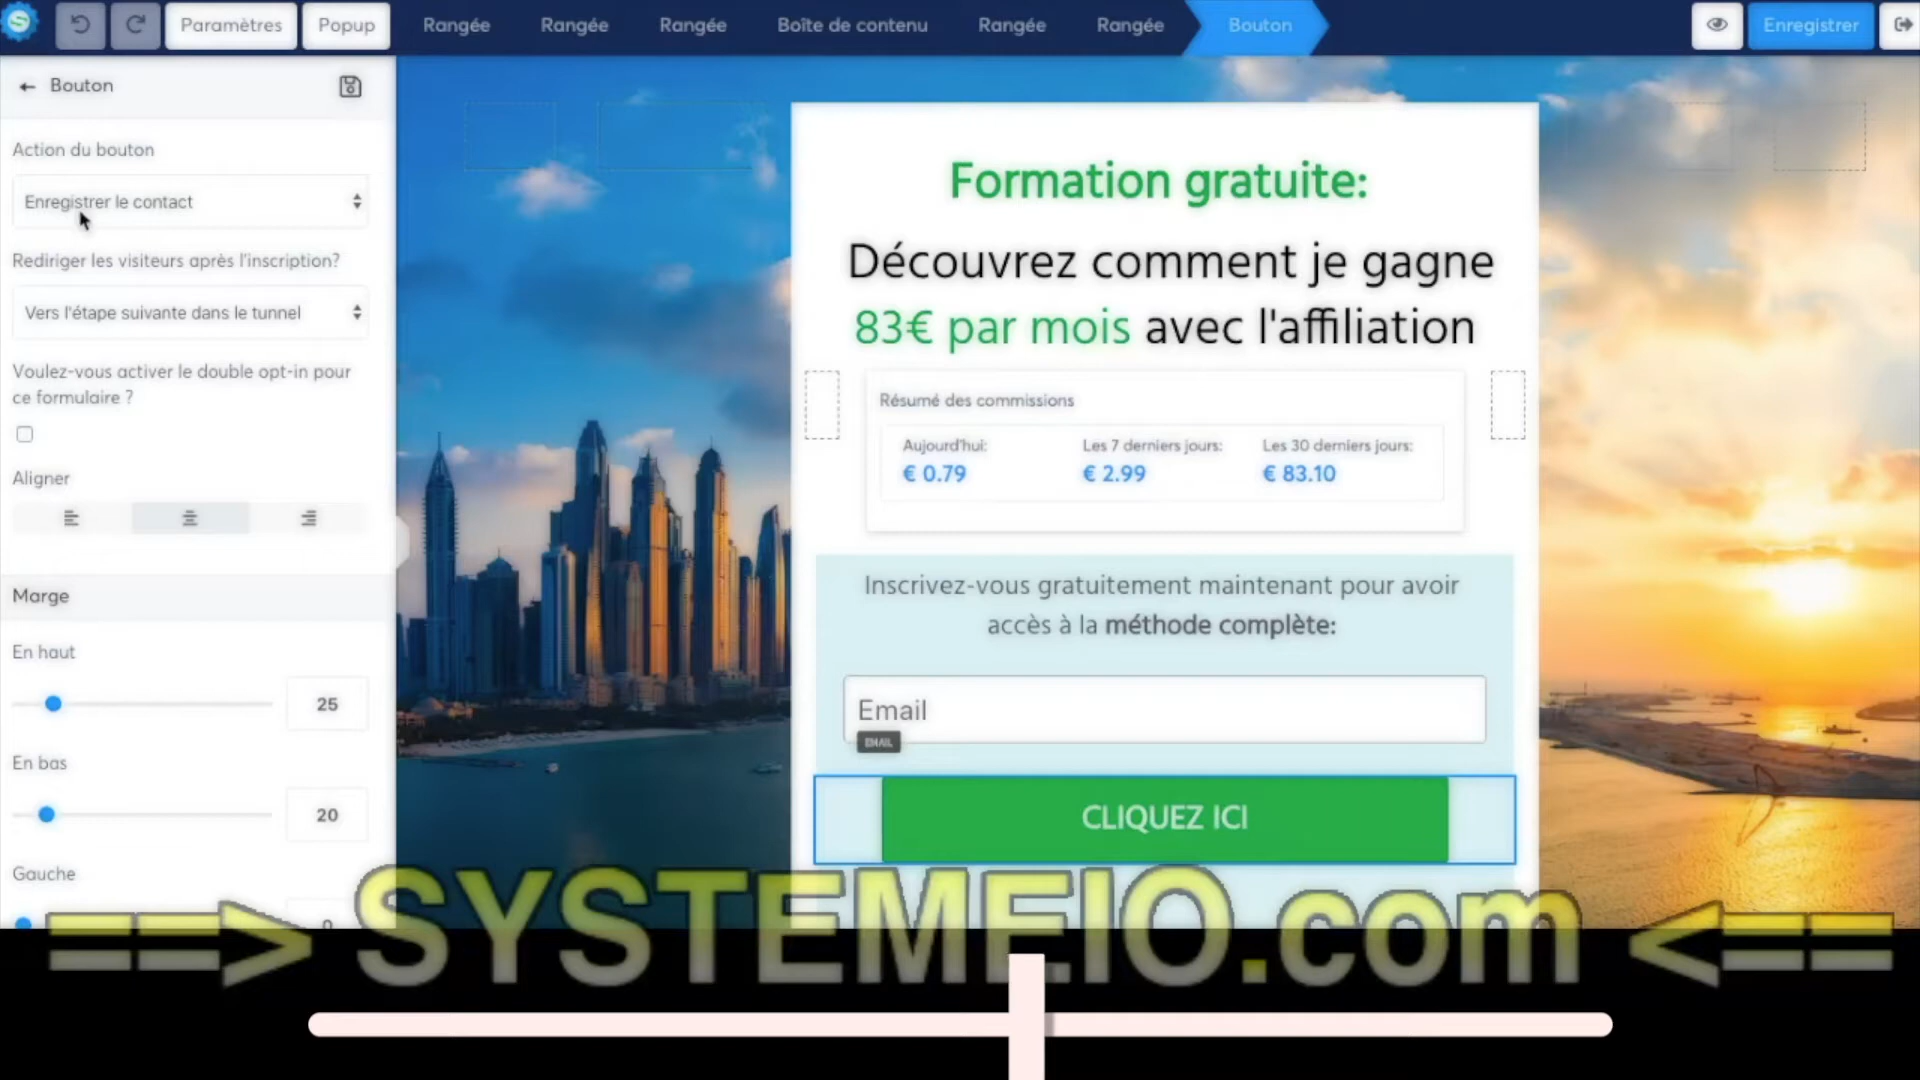 Paramètres
Popup
Rangée
Rangée
Rangée
Boîte de contenu
Rangée
Rangée
Bouton
Enregistrer
Bouton
Action du bouton
Enregistrer le contact
Rediriger les visiteurs après l'inscription?
Vers l'étape suivante dans le tunnel
Voulez-vous activer le double opt-in pour
ce formulaire ?
Aligner
Marge
En haut
25
En bas
20
Gauche
0
Formation gratuite:
Découvrez comment je gagne
83€ par mois avec l'affiliation
Résumé des commissions
Aujourd'hui:
€ 0.79
Les 7 derniers jours:
€ 2.99
Les 30 derniers jours:
€ 83.10
Inscrivez-vous gratuitement maintenant pour avoir
accès à la méthode complète:
Email
EMAIL
CLIQUEZ ICI
==> SYSTEMEIO.com <==